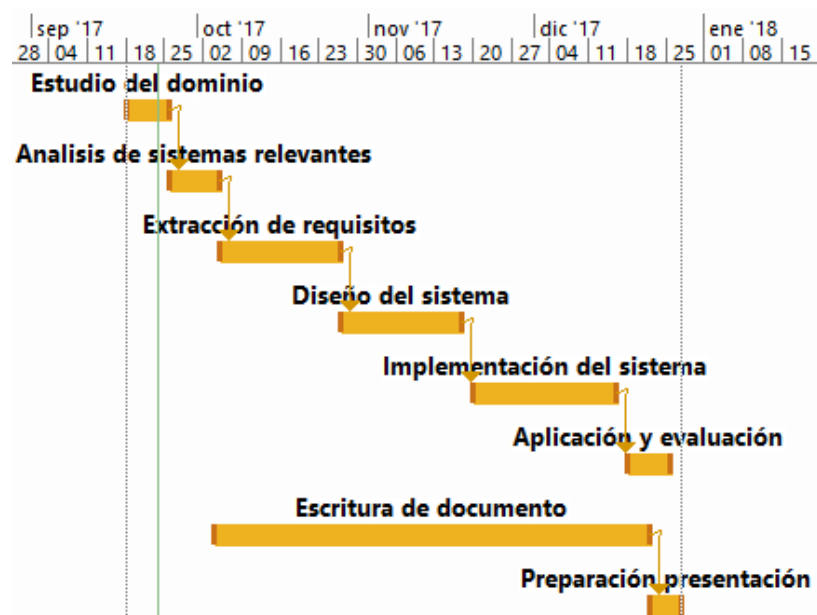 sep '17 oct '17 nov '17 dic '17 ene '18
28 04 11 18 25 02 09 16 23 30 06 13 20 27 04 11 18 25 01 08 15
Estudio del dominio
Analisis de sistemas relevantes
Extracción de requisitos
Diseño del sistema
Implementación del sistema
Aplicación y evaluación
Escritura de documento
Preparación presentación